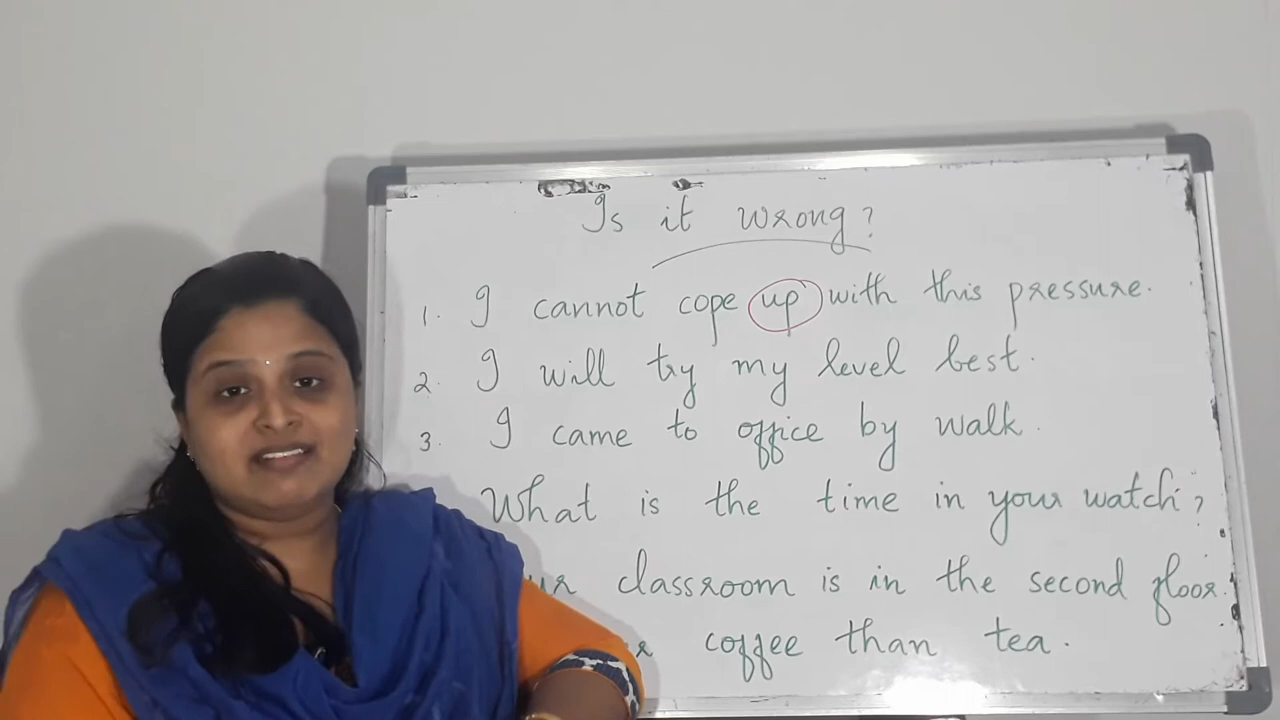 Is it wrong?
1. I cannot cope up with this pressure.
2. I will try my level best.
3. I came to office by walk.
What is the time in your watch?
classroom is in the second floor.
coffee than tea.